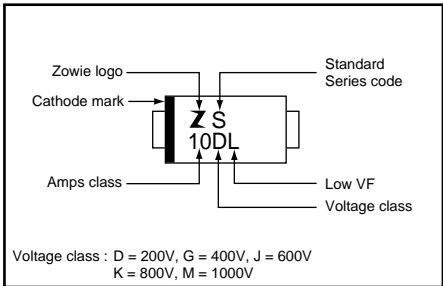 Zowie logo
Standard
Series code
Cathode mark
S
10DL
Amps class
Low VF
Voltage class
Voltage class : D = 200V, G = 400V, J = 600V
K = 800V, M = 1000V